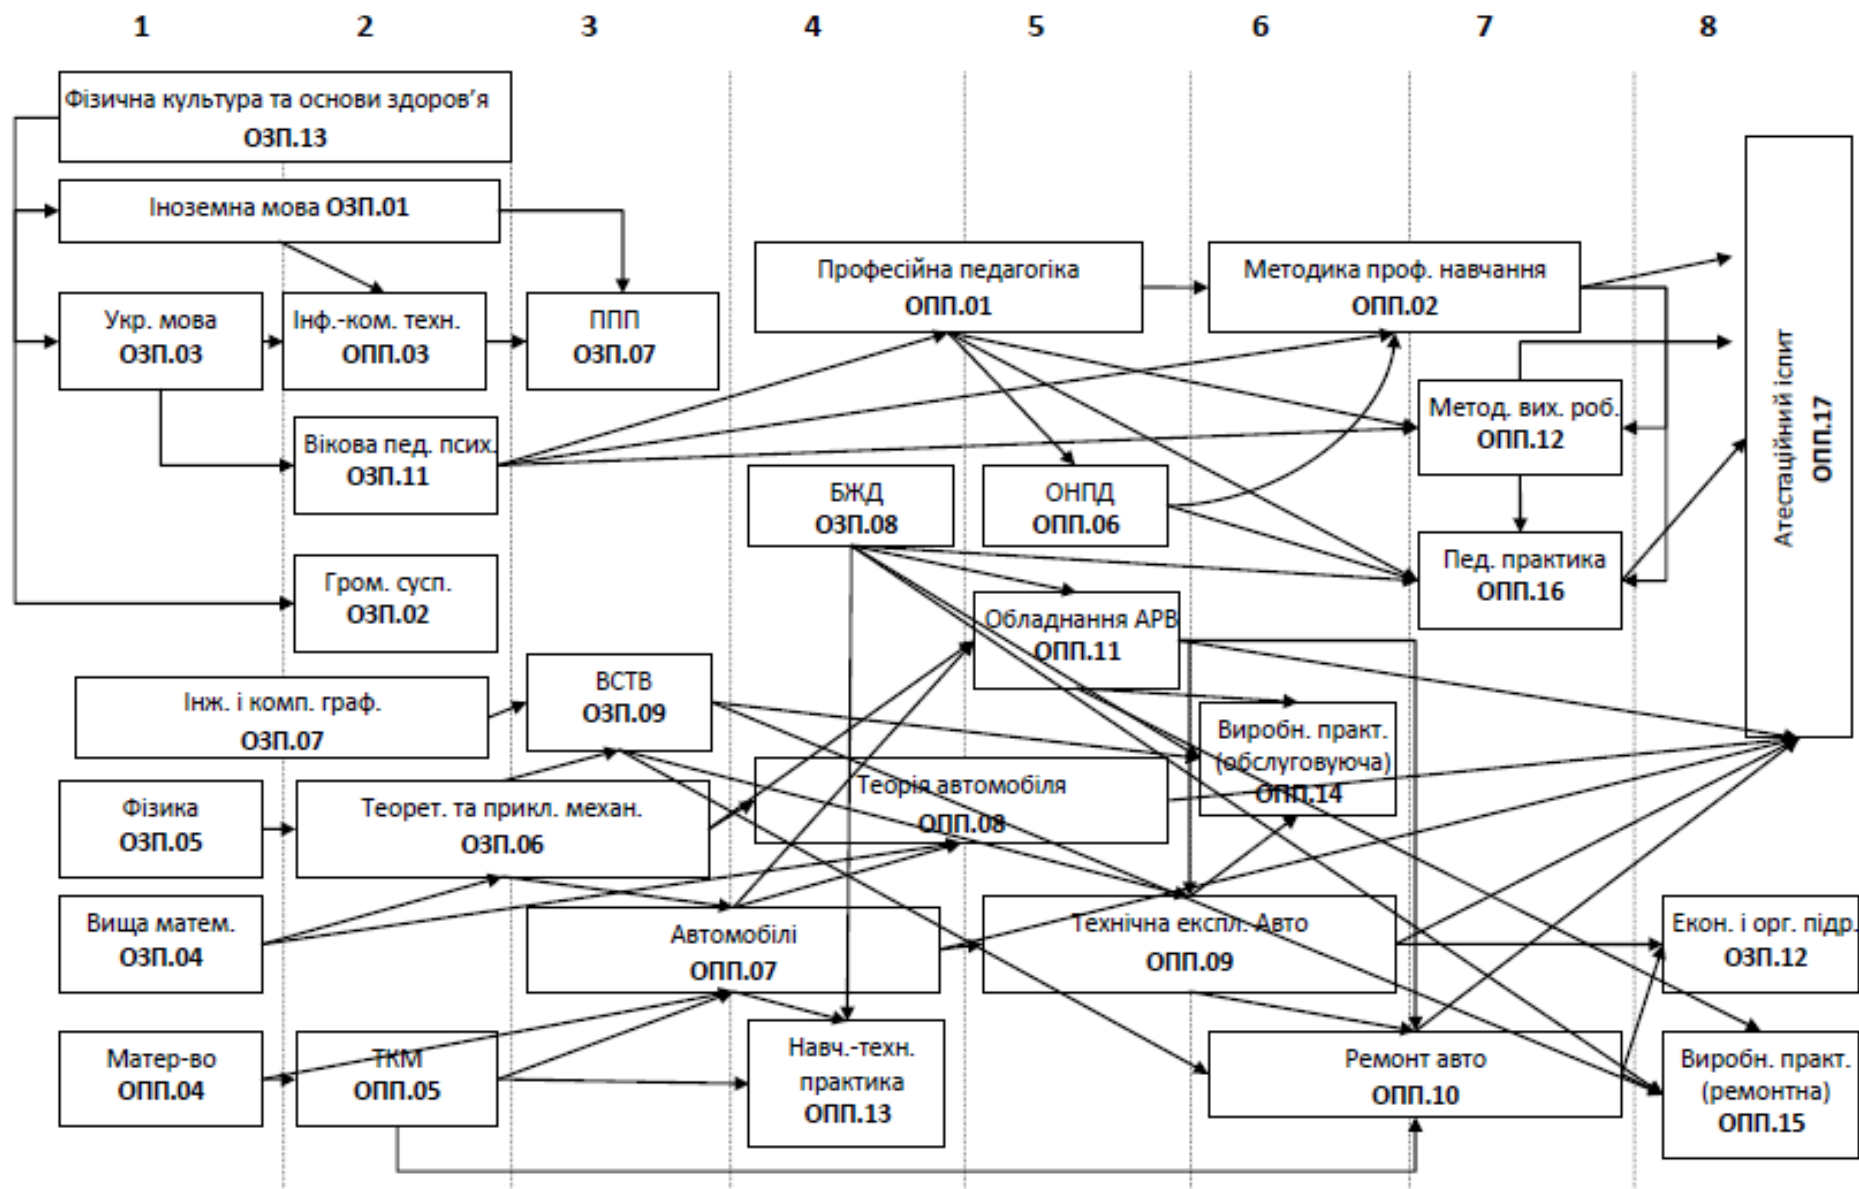 1 2 3 4 5 6 7 8
Фізична культура та основи здоров’я
ОЗП.13
Іноземна мова ОЗП.01
Укр. мова
ОЗП.03
Інф.-ком. техн.
ОПП.03
ППП
ОЗП.07
Професійна педагогіка
ОПП.01
Методика проф. навчання
ОПП.02
Атестаційний іспит
ОПП.17
Вікова пед. псих.
ОЗП.11
Метод. вих. роб.
ОПП.12
БЖД
ОЗП.08
ОНПД
ОПП.06
Пед. практика
ОПП.16
Гром. сусп.
ОЗП.02
Обладнання АРВ
ОПП.11
Інж. і комп. граф.
ОЗП.07
ВСТВ
ОЗП.09
Виробн. практ.
(обслуговуюча)
ОПП.14
Фізика
ОЗП.05
Теорет. та прикл. механ.
ОЗП.06
Теорія автомобіля
ОПП.08
Вища матем.
ОЗП.04
Автомобілі
ОПП.07
Технічна експл. Авто
ОПП.09
Екон. і орг. підр.
ОЗП.12
Матер-во
ОПП.04
ТКМ
ОПП.05
Навч.-техн.
практика
ОПП.13
Ремонт авто
ОПП.10
Виробн. практ.
(ремонтна)
ОПП.15